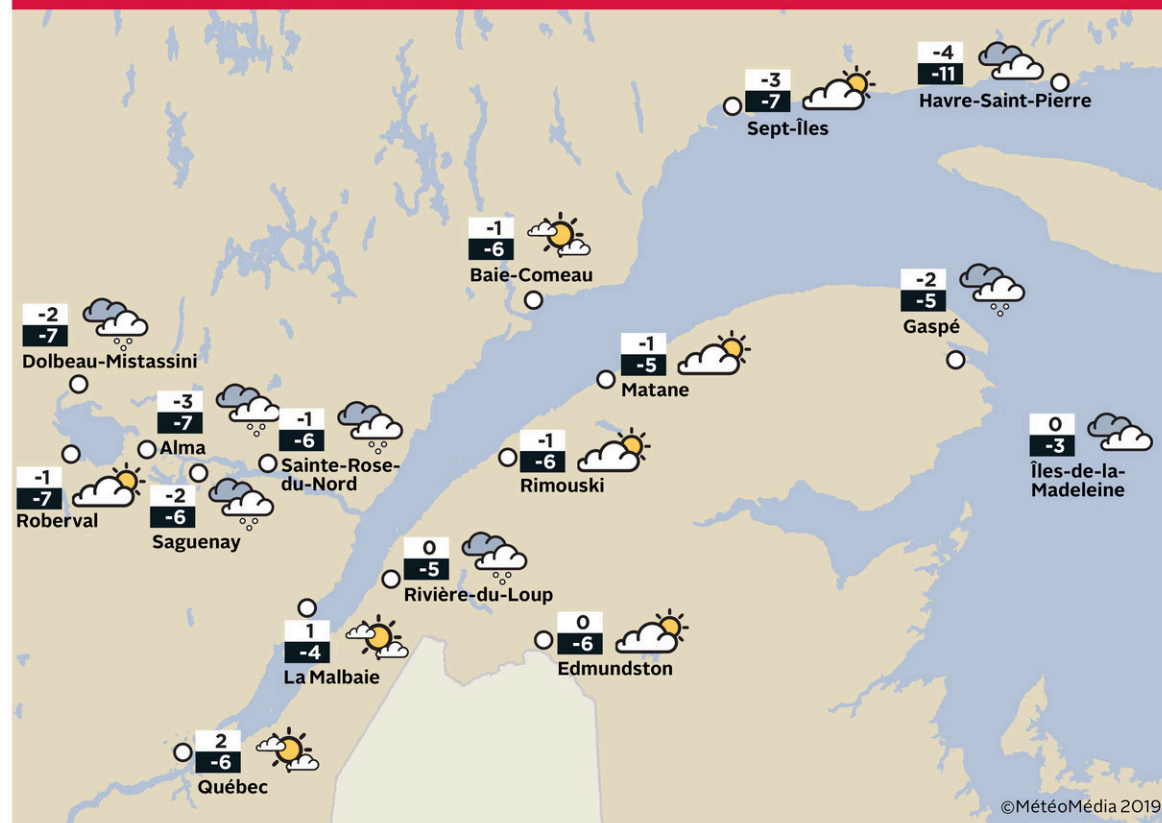 -4
-11
Havre-Saint-Pierre
-3
-7
Sept-Îles
-1
-6
Baie-Comeau
-2
-5
Gaspé
-2
-7
Dolbeau-Mistassini
-1
-5
Matane
-3
-7
Alma
-1
-6
Sainte-Rose-
du-Nord
0
-3
Îles-de-la-
Madeleine
-1
-6
Rimouski
-1
-7
Roberval
-2
-6
Saguenay
0
-5
Rivière-du-Loup
1
-4
La Malbaie
0
-6
Edmundston
2
-6
Québec
©MétéoMédia 2019